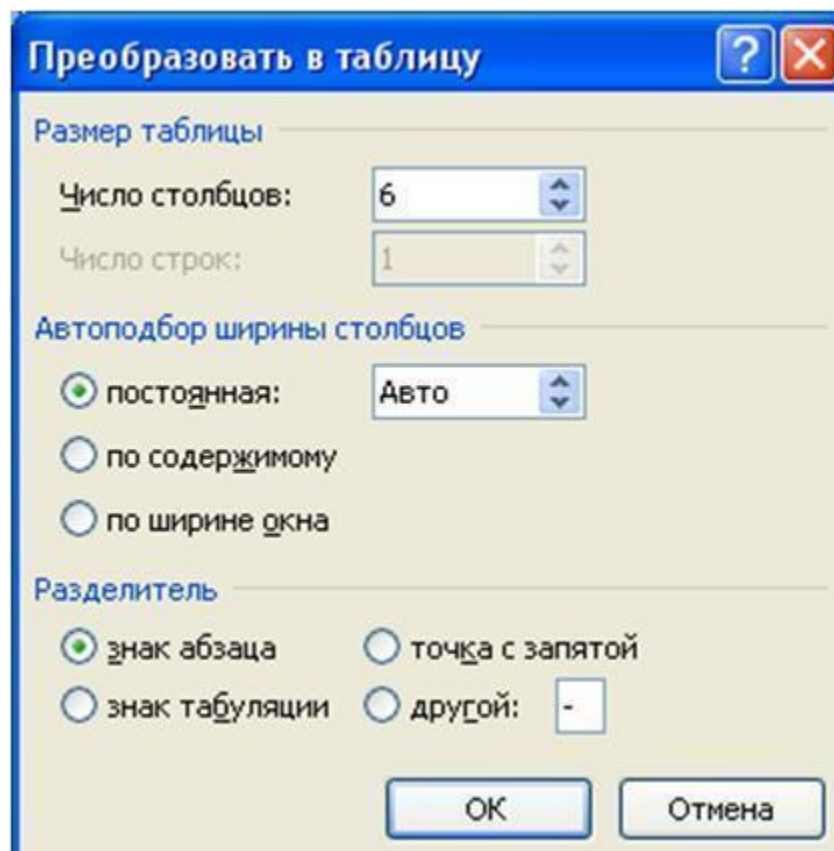 Преобразовать в таблицу ?
Размер таблицы
Число столбцов: 6
Число строк: 1
Автоподбор ширины столбцов
постоянная: Авто
по содержимому
по ширине окна
Разделитель
знак абзаца точка с запятой
знак табуляции другой: -
ОК Отмена